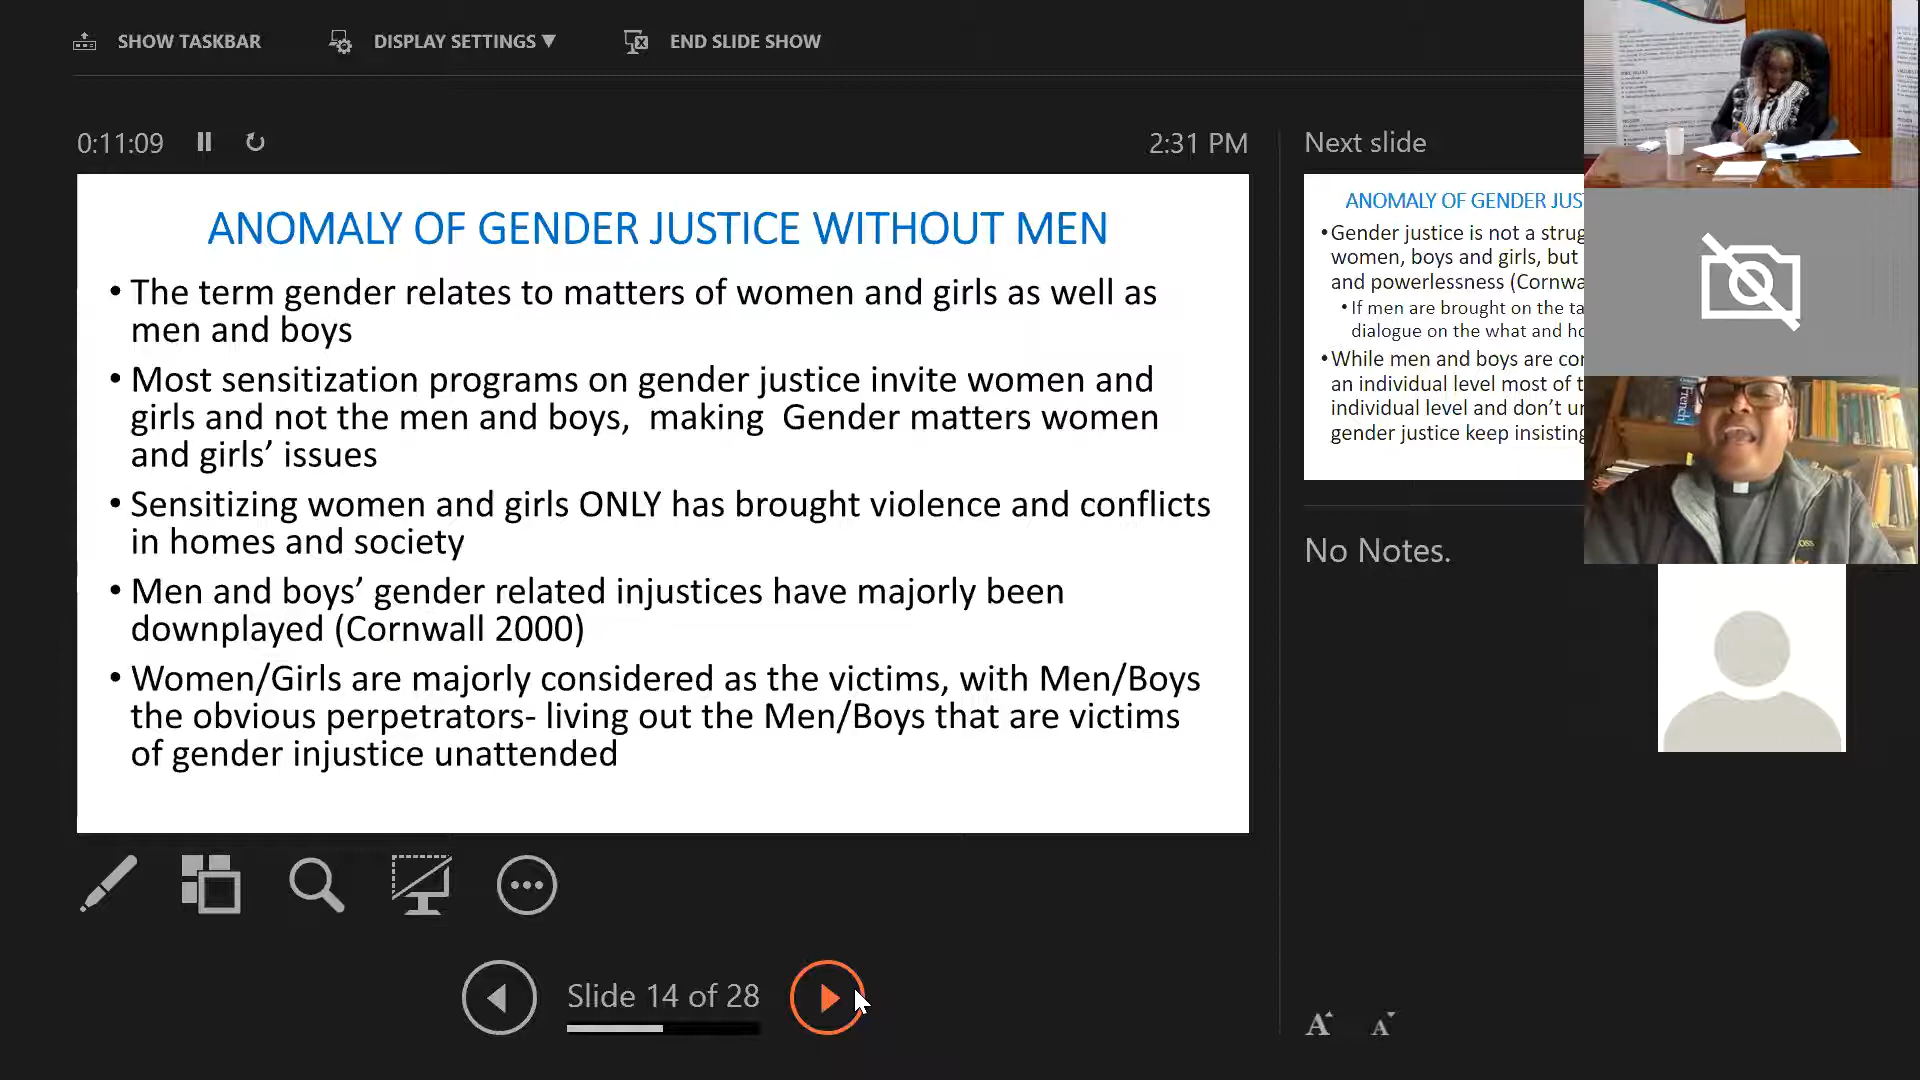 SHOW TASKBAR
DISPLAY SETTINGS ▼
END SLIDE SHOW
0:11:09
2:31 PM
Next slide
ANOMALY OF GENDER JUSTICE WITHOUT MEN
• The term gender relates to matters of women and girls as well as
men and boys
• Most sensitization programs on gender justice invite women and
girls and not the men and boys, making Gender matters women
and girls’ issues
• Sensitizing women and girls ONLY has brought violence and conflicts
in homes and society
• Men and boys’ gender related injustices have majorly been
downplayed (Cornwall 2000)
• Women/Girls are majorly considered as the victims, with Men/Boys
the obvious perpetrators- living out the Men/Boys that are victims
of gender injustice unattended
ANOMALY OF GENDER JUS
• Gender justice is not a strug
women, boys and girls, but
and powerlessness (Cornwa
• If men are brought on the ta
dialogue on the what and ho
• While men and boys are con
an individual level most of t
individual level and don’t un
gender justice keep insisting
No Notes.
French
Slide 14 of 28
A A